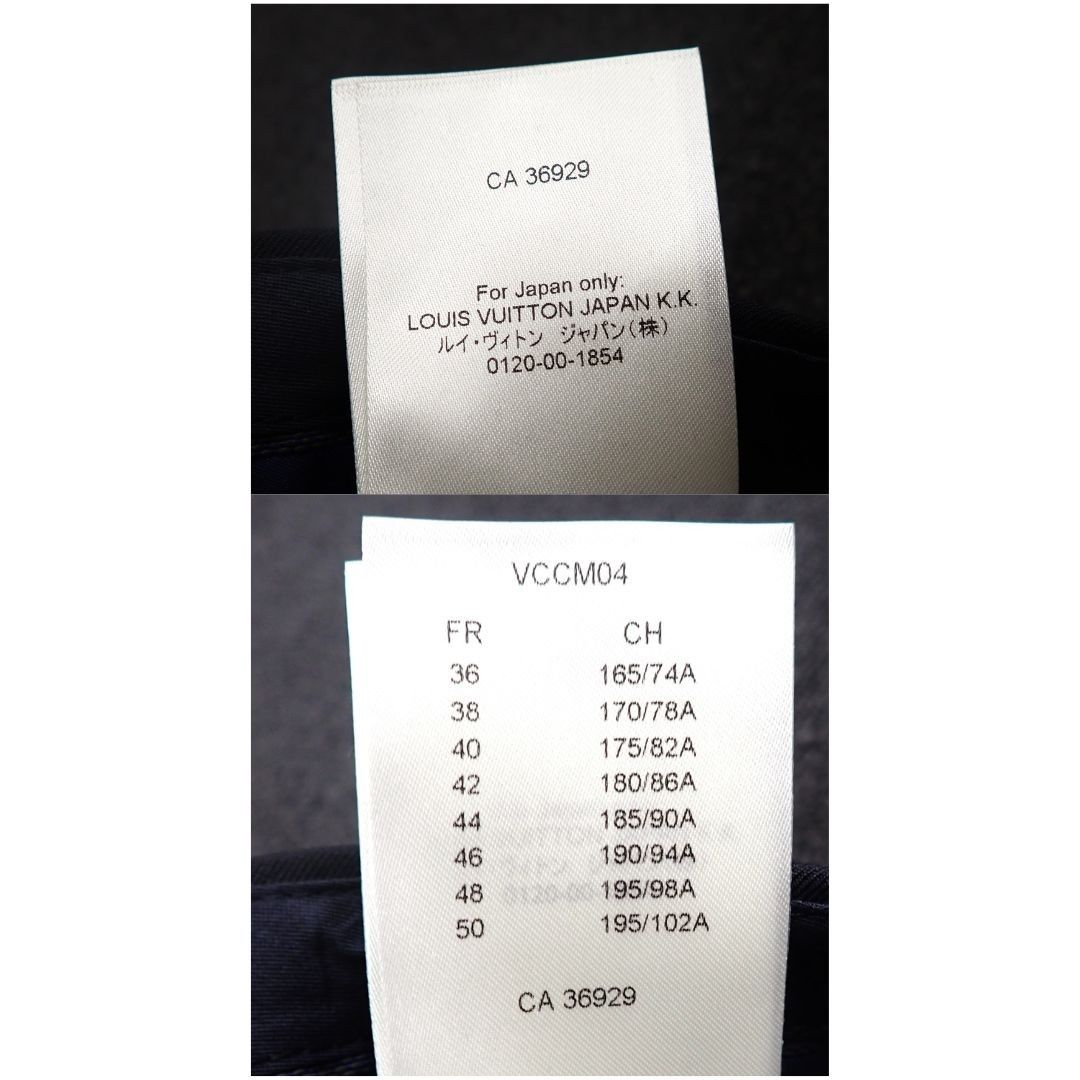 CA 36929
For Japan only:
LOUIS VUITTON JAPAN K.K.
ルイ・ヴィトン ジャパン(株)
0120-00-1854
VCCM04
FR CH
36 165/74A
38 170/78A
40 175/82A
42 180/86A
44 185/90A
46 190/94A
48 195/98A
50 195/102A
CA 36929